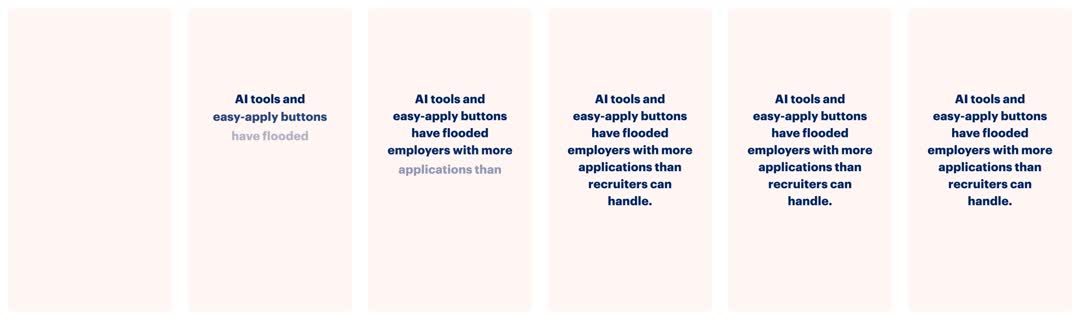 AI tools and
easy-apply buttons
have flooded
AI tools and
easy-apply buttons
have flooded
employers with more
applications than
AI tools and
easy-apply buttons
have flooded
employers with more
applications than
recruiters can
handle.
AI tools and
easy-apply buttons
have flooded
employers with more
applications than
recruiters can
handle.
AI tools and
easy-apply buttons
have flooded
employers with more
applications than
recruiters can
handle.